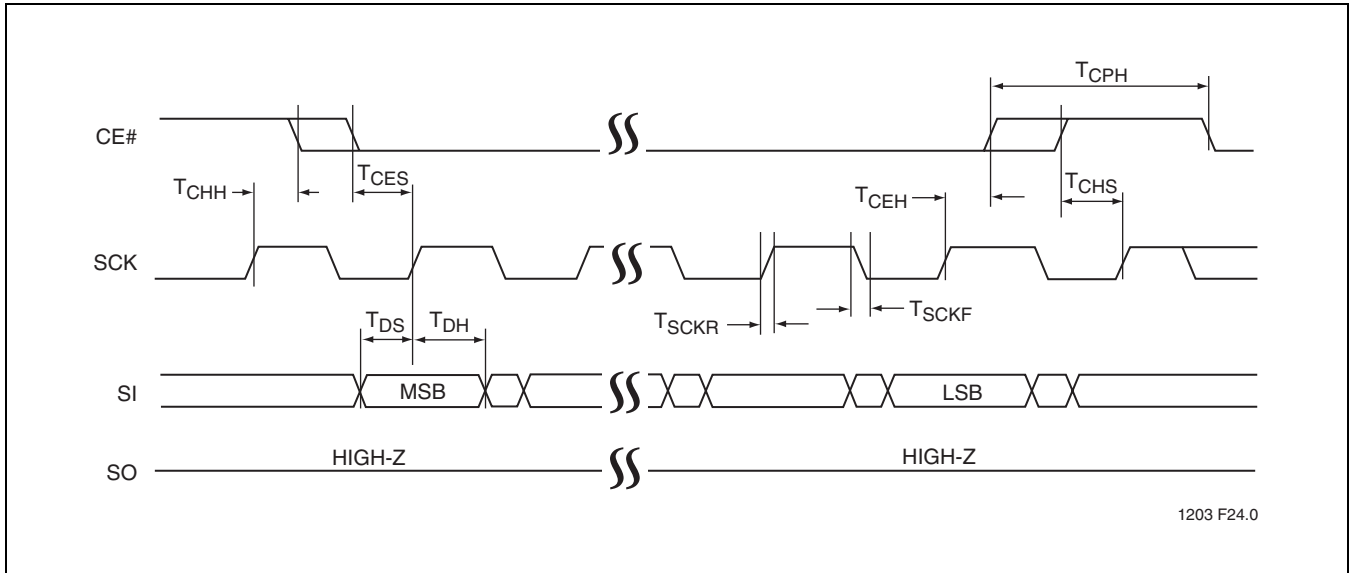 TCPH
CE#
TCHH
TCES
TCEH
TCHS
SCK
TDS
TDH
TSCKR
TSCKF
SI
MSB
LSB
SO
HIGH-Z
HIGH-Z
1203 F24.0